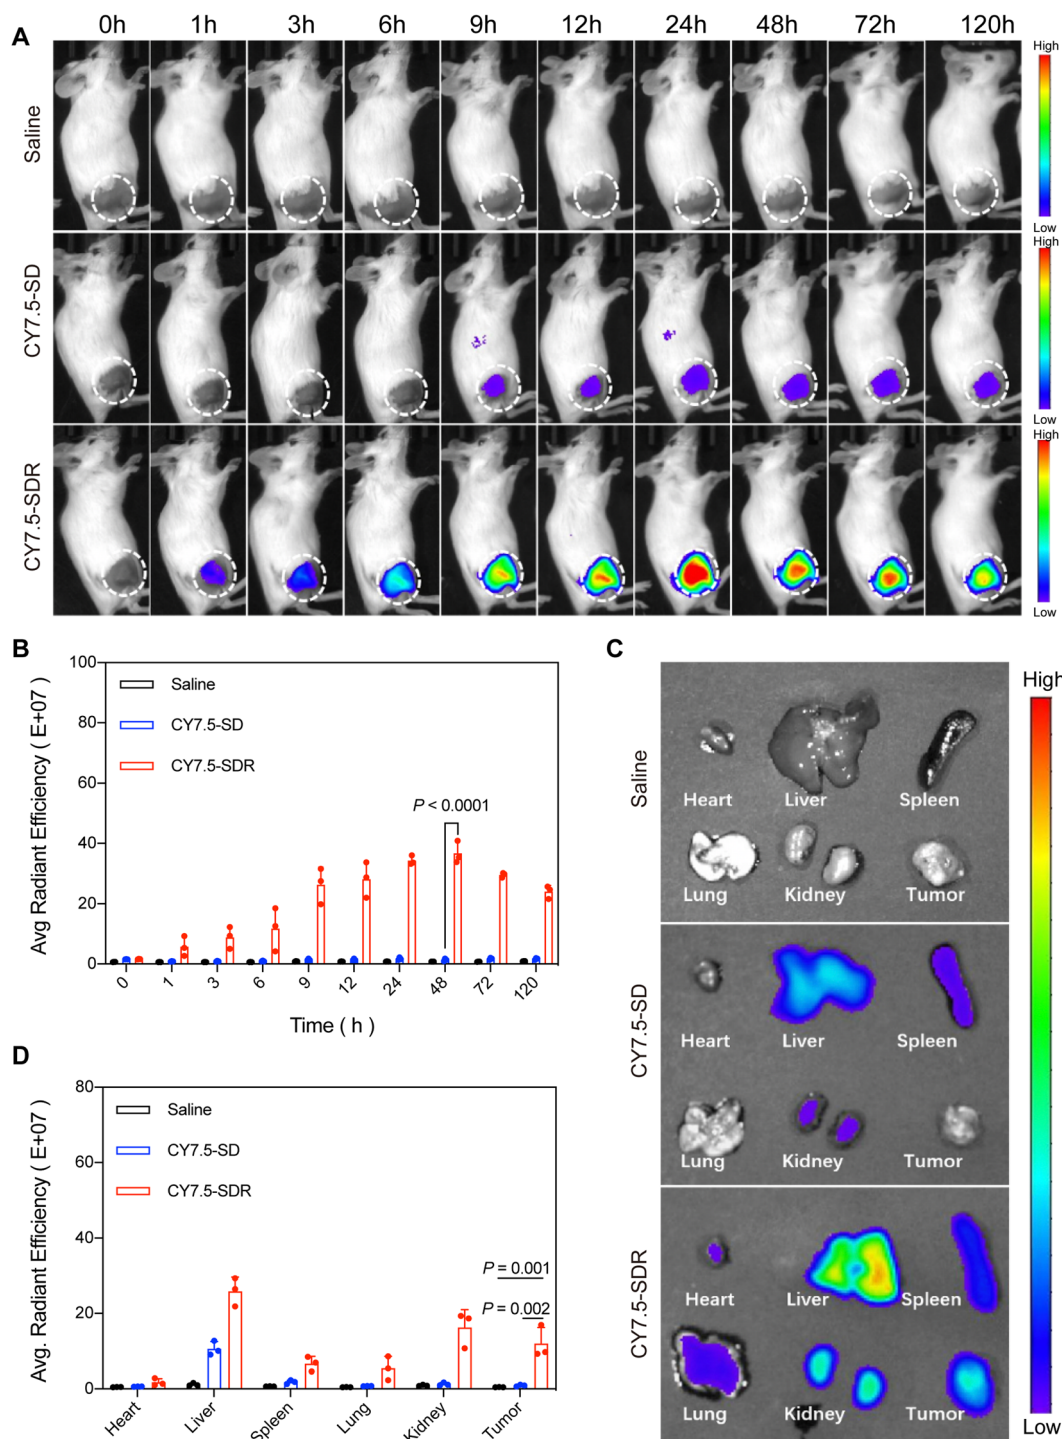 0h 1h 3h 6h 9h 12h 24h 48h 72h 120h
A
Saline
High
Low
CY7.5-SD
High
Low
CY7.5-SDR
High
Low
B
Avg Radiant Efficiency ( E+07 )
100
80
60
40
20
0
Saline
CY7.5-SD
CY7.5-SDR
P < 0.0001
0 1 3 6 9 12 24 48 72 120
Time ( h )
C
High
Low
Saline
Heart Liver Spleen
Lung Kidney Tumor
CY7.5-SD
Heart Liver Spleen
Lung Kidney Tumor
CY7.5-SDR
Heart Liver Spleen
Lung Kidney Tumor
D
Avg. Radiant Efficiency ( E+07 )
80
60
40
20
0
Saline
CY7.5-SD
CY7.5-SDR
P = 0.001
P = 0.002
Heart Liver Spleen Lung Kidney Tumor